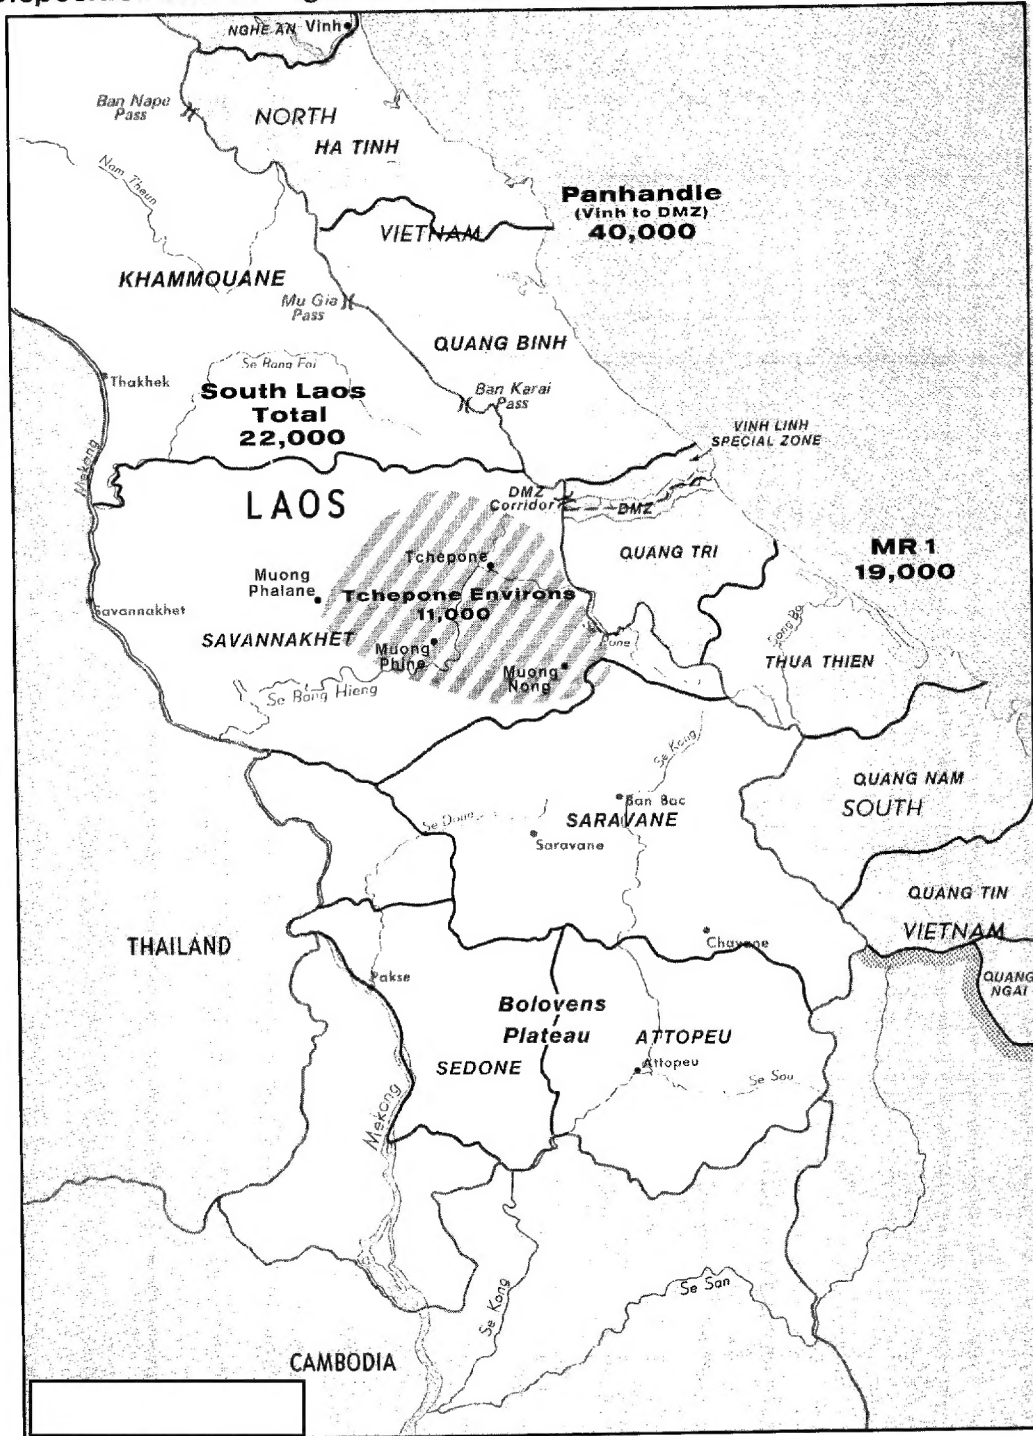 NGHE AN
Vinh
Ban Nape
Pass
NORTH
HA TINH
Nam Theun
Panhandle
(Vinh to DMZ)
40,000
VIETNAM
KHAMMOUANE
Mu Gia
Pass
QUANG BINH
Se Bang Fai
Thakhek
South Laos
Total
22,000
Ban Karai
Pass
VINH LINH
SPECIAL ZONE
Mekong
LAOS
DMZ
Corridor
DMZ
QUANG TRI
MR 1
19,000
Tchepone
Muong
Phalane
Tchepone Environs
11,000
Savannakhet
SAVANNAKHET
Muong
Phine
Muong
Nong
Song Bo
THUA THIEN
Se Bang Hieng
Se Kong
QUANG NAM
SOUTH
Ban Bac
SARAVANE
Se Done
Saravane
QUANG TIN
VIETNAM
THAILAND
Chavane
QUANG
NGAI
Pakse
Bolovens
Plateau
ATTOPEU
SEDONE
Attopeu
Se Sou
Mekong
Se Kong
Se San
CAMBODIA